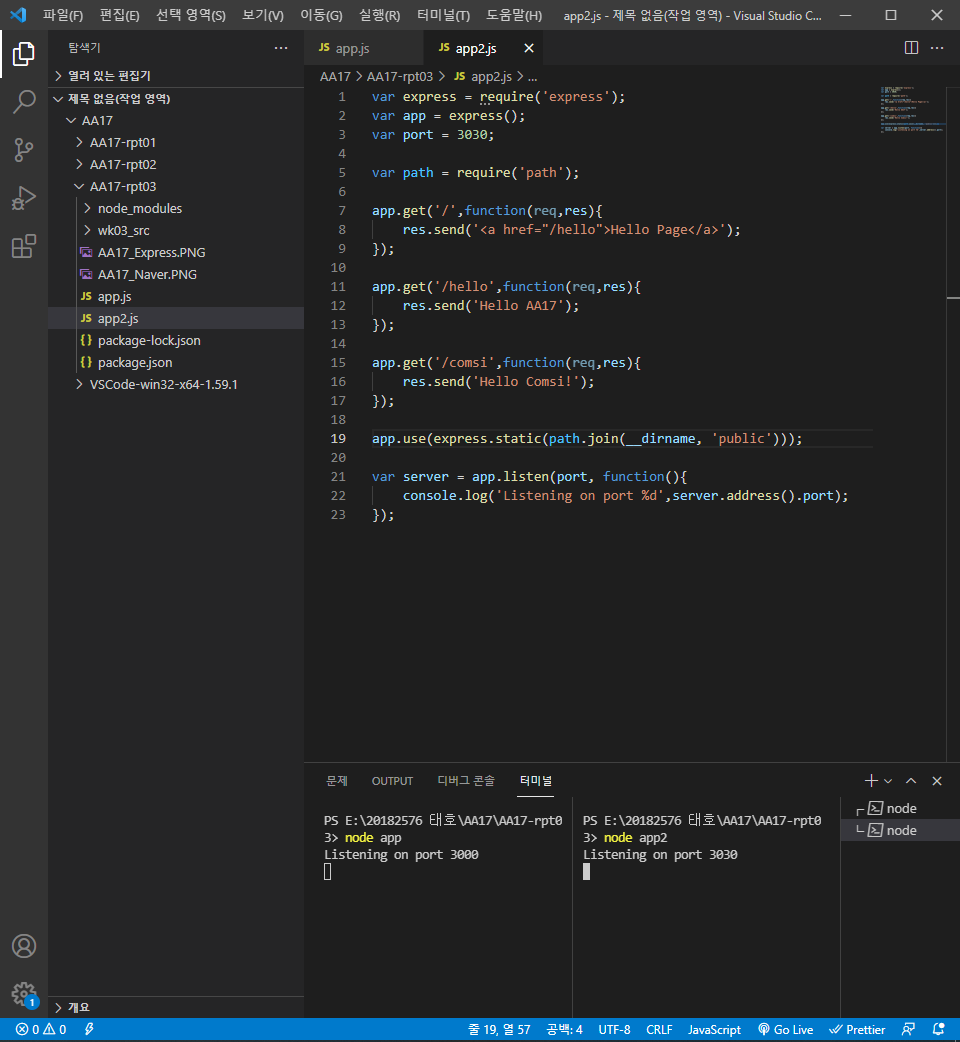 파일(F) 편집(E) 선택 영역(S) 보기(V) 이동(G) 실행(R) 터미널(T) 도움말(H) app2.js - 제목 없음(작업 영역) - Visual Studio C...
탐색기
열려 있는 편집기
제목 없음(작업 영역)
AA17
AA17-rpt01
AA17-rpt02
AA17-rpt03
node_modules
wk03_src
AA17_Express.PNG
AA17_Naver.PNG
JS app.js
JS app2.js
{} package-lock.json
{} package.json
VSCode-win32-x64-1.59.1
개요
JS app.js JS app2.js
AA17 > AA17-rpt03 > JS app2.js > ...
1 var express = require('express');
2 var app = express();
3 var port = 3030;
4
5 var path = require('path');
6
7 app.get('/',function(req,res){
8 res.send('<a href="/hello">Hello Page</a>');
9 });
10
11 app.get('/hello',function(req,res){
12 res.send('Hello AA17');
13 });
14
15 app.get('/comsi',function(req,res){
16 res.send('Hello Comsi!');
17 });
18
19 app.use(express.static(path.join(__dirname, 'public')));
20
21 var server = app.listen(port, function(){
22 console.log('Listening on port %d',server.address().port);
23 });
문제 OUTPUT 디버그 콘솔 터미널
PS E:\20182576 태호\AA17\AA17-rpt0
3> node app
Listening on port 3000
PS E:\20182576 태호\AA17\AA17-rpt0
3> node app2
Listening on port 3030
node
node
1
0 0 줄 19, 열 57 공백: 4 UTF-8 CRLF JavaScript Go Live Prettier